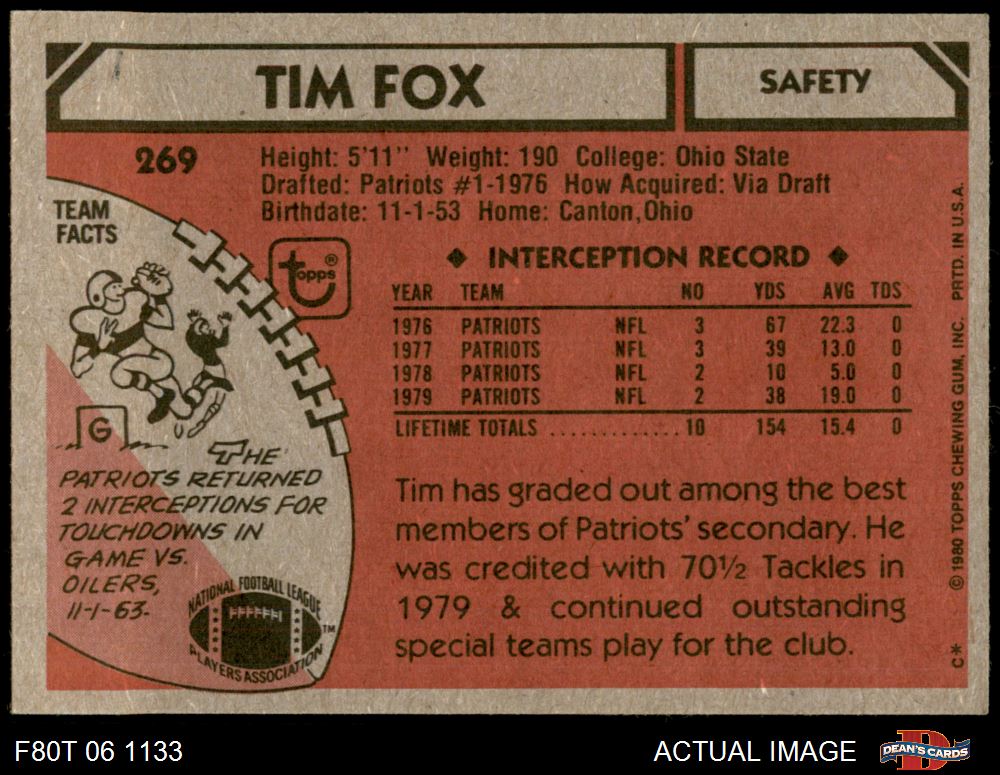 TIM FOX
SAFETY
269
Height: 5'11" Weight: 190 College: Ohio State
Drafted: Patriots #1-1976 How Acquired: Via Draft
Birthdate: 11-1-53 Home: Canton, Ohio
TEAM
FACTS
topps®
◆ INTERCEPTION RECORD ◆
YEAR TEAM NO YDS AVG TDS
1976 PATRIOTS NFL 3 67 22.3 0
1977 PATRIOTS NFL 3 39 13.0 0
1978 PATRIOTS NFL 2 10 5.0 0
1979 PATRIOTS NFL 2 38 19.0 0
LIFETIME TOTALS ............. 10 154 15.4 0
G
THE
PATRIOTS RETURNED
2 INTERCEPTIONS FOR
TOUCHDOWNS IN
GAME VS.
OILERS,
11-1-63.
NATIONAL FOOTBALL LEAGUE
PLAYERS ASSOCIATION
TM
Tim has graded out among the best
members of Patriots' secondary. He
was credited with 70½ Tackles in
1979 & continued outstanding
special teams play for the club.
C* © 1980 TOPPS CHEWING GUM, INC. PRTD. IN U.S.A.
F80T 06 1133
ACTUAL IMAGE
D
DEAN'S CARDS